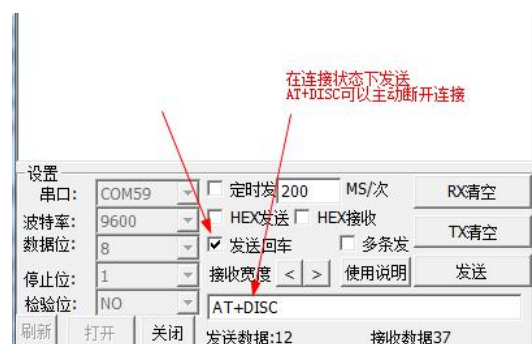 在连接状态下发送
AT+DISC可以主动断开连接
设置
串口: COM59 定时发 200 MS/次 RX清空
波特率: 9600 HEX发送 HEX接收
数据位: 8 发送回车 多条发 TX清空
停止位: 1 接收宽度 < > 使用说明 发送
检验位: NO AT+DISC
刷新 打开 关闭 发送数据:12 接收数据37